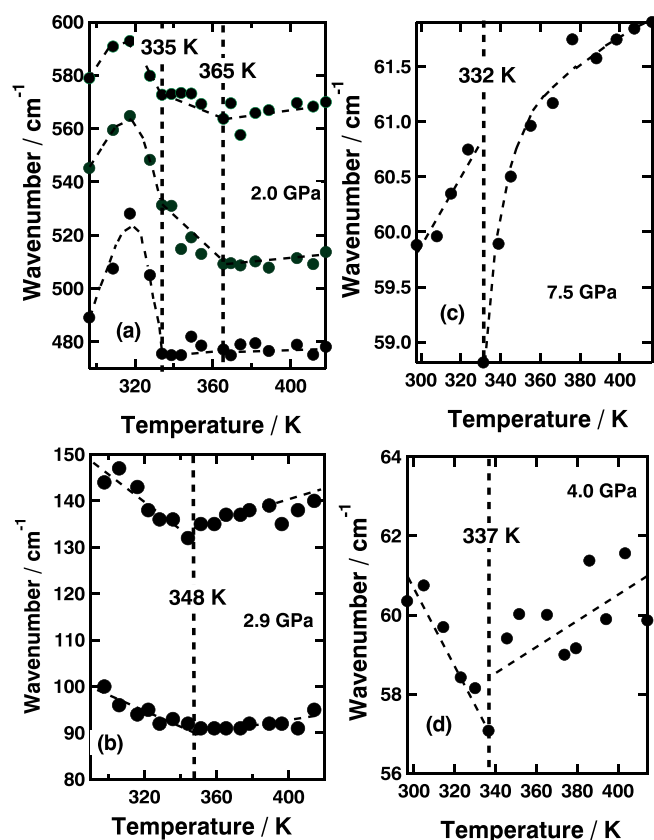 600
580
560
540
520
500
480
Wavenumber / cm-1
335 K
365 K
2.0 GPa
(a)
320
360
400
Temperature / K
61.5
61.0
60.5
60.0
59.5
59.0
Wavenumber / cm-1
332 K
(c)
7.5 GPa
300
320
340
360
380
400
Temperature / K
150
140
130
120
110
100
90
80
Wavenumber / cm-1
348 K
2.9 GPa
(b)
320
360
400
Temperature / K
64
62
60
58
56
Wavenumber / cm-1
4.0 GPa
337 K
(d)
300
320
340
360
380
400
Temperature / K